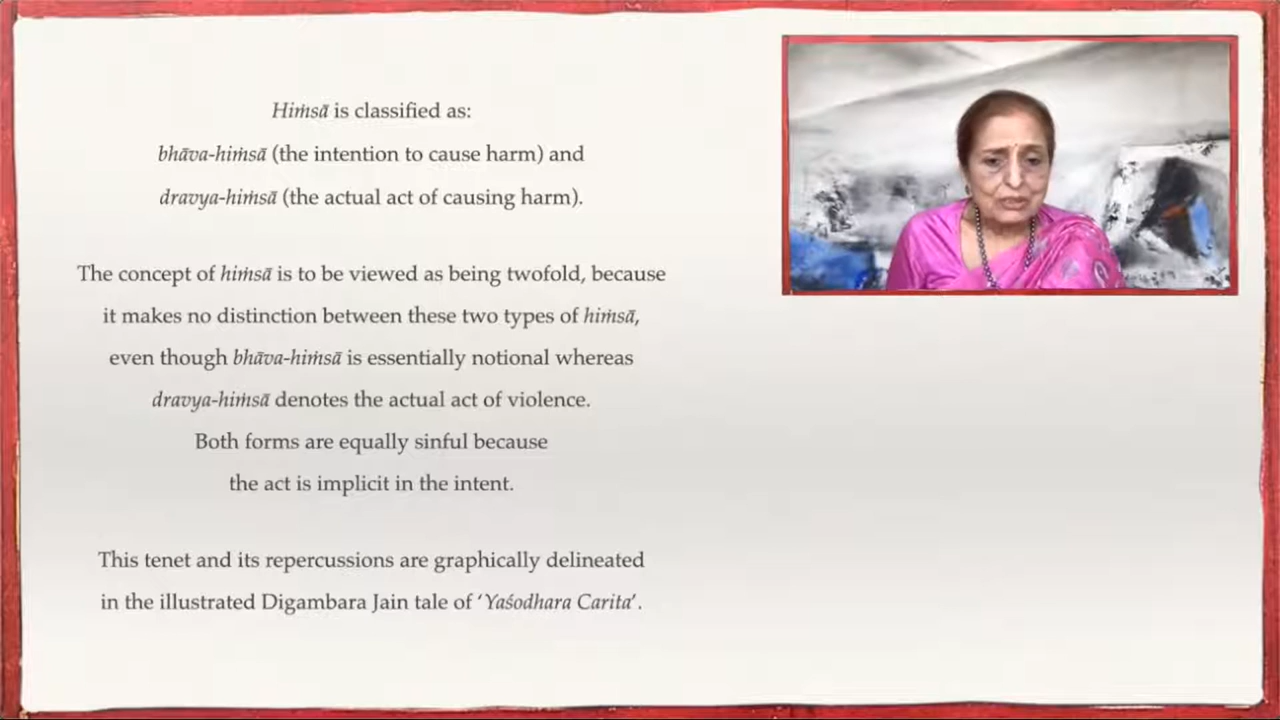 Hiṁsā is classified as:
bhāva-hiṁsā (the intention to cause harm) and
dravya-hiṁsā (the actual act of causing harm).
The concept of hiṁsā is to be viewed as being twofold, because
it makes no distinction between these two types of hiṁsā,
even though bhāva-hiṁsā is essentially notional whereas
dravya-hiṁsā denotes the actual act of violence.
Both forms are equally sinful because
the act is implicit in the intent.
This tenet and its repercussions are graphically delineated
in the illustrated Digambara Jain tale of ‘Yaśodhara Carita’.